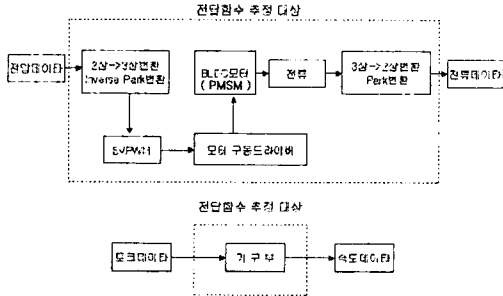 전달함수 추정 대상
전압데이타
2상->3상변환
Inverse Park변환
BLDC모터
( PMSM )
전류
3상->2상변환
Park변환
전류데이타
SVPWM
모터 구동드라이버
전달함수 추정 대상
토크데이타
기 구 부
속도데이타